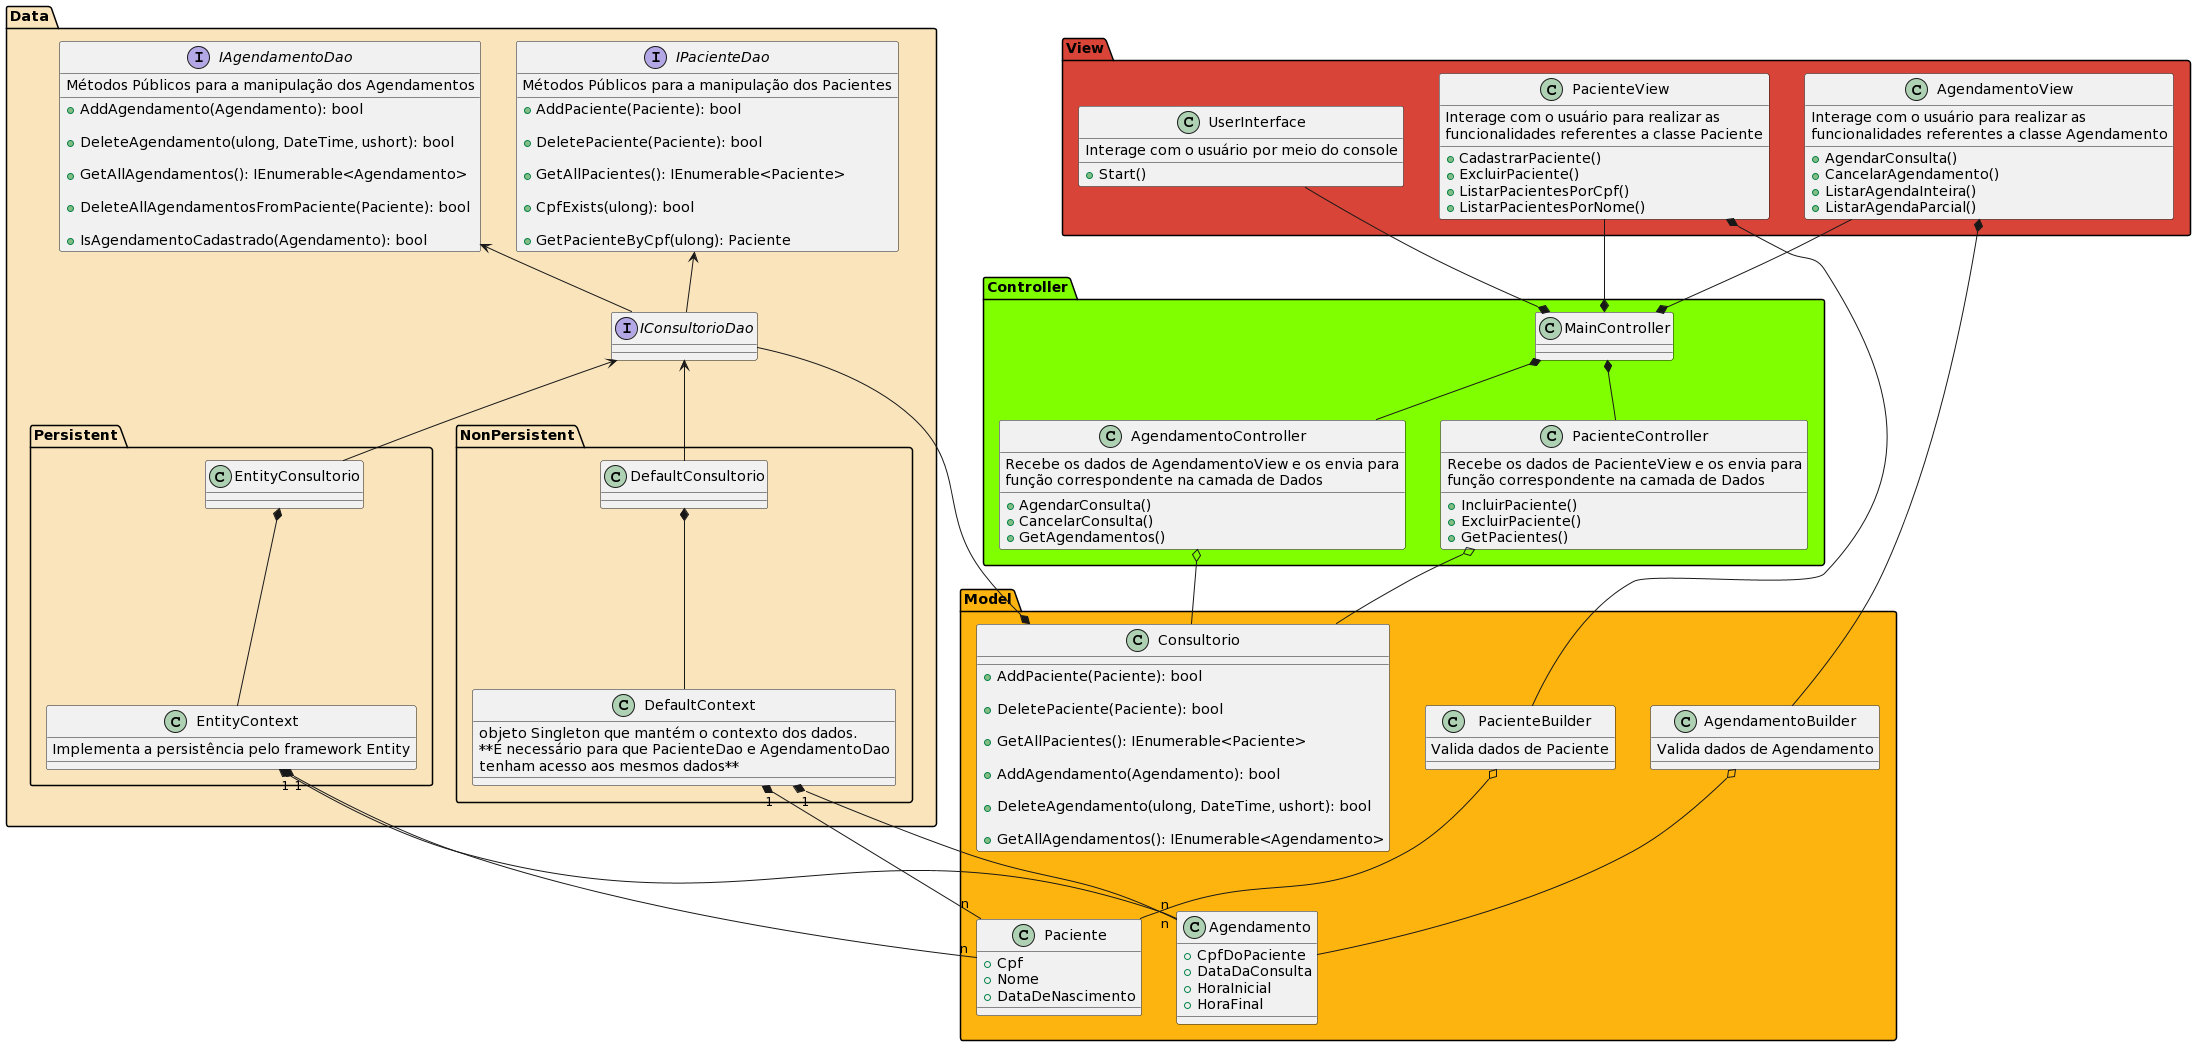 Data
I IAgendamentoDao
Métodos Públicos para a manipulação dos Agendamentos
AddAgendamento(Agendamento): bool
DeleteAgendamento(ulong, DateTime, ushort): bool
GetAllAgendamentos(): IEnumerable<Agendamento>
DeleteAllAgendamentosFromPaciente(Paciente): bool
IsAgendamentoCadastrado(Agendamento): bool
I IPacienteDao
Métodos Públicos para a manipulação dos Pacientes
AddPaciente(Paciente): bool
DeletePaciente(Paciente): bool
GetAllPacientes(): IEnumerable<Paciente>
CpfExists(ulong): bool
GetPacienteByCpf(ulong): Paciente
I IConsultorioDao
Persistent
C EntityConsultorio
C EntityContext
Implementa a persistência pelo framework Entity
1 1
NonPersistent
C DefaultConsultorio
C DefaultContext
objeto Singleton que mantém o contexto dos dados.
**É necessário para que PacienteDao e AgendamentoDao
tenham acesso aos mesmos dados**
1 1
View
C UserInterface
Interage com o usuário por meio do console
Start()
C PacienteView
Interage com o usuário para realizar as
funcionalidades referentes a classe Paciente
CadastrarPaciente()
ExcluirPaciente()
ListarPacientesPorCpf()
ListarPacientesPorNome()
C AgendamentoView
Interage com o usuário para realizar as
funcionalidades referentes a classe Agendamento
AgendarConsulta()
CancelarAgendamento()
ListarAgendaInteira()
ListarAgendaParcial()
Controller
C MainController
C AgendamentoController
Recebe os dados de AgendamentoView e os envia para
função correspondente na camada de Dados
AgendarConsulta()
CancelarConsulta()
GetAgendamentos()
C PacienteController
Recebe os dados de PacienteView e os envia para
função correspondente na camada de Dados
IncluirPaciente()
ExcluirPaciente()
GetPacientes()
Model
C Consultorio
AddPaciente(Paciente): bool
DeletePaciente(Paciente): bool
GetAllPacientes(): IEnumerable<Paciente>
AddAgendamento(Agendamento): bool
DeleteAgendamento(ulong, DateTime, ushort): bool
GetAllAgendamentos(): IEnumerable<Agendamento>
C PacienteBuilder
Valida dados de Paciente
C AgendamentoBuilder
Valida dados de Agendamento
n
n
n
n
C Paciente
Cpf
Nome
DataDeNascimento
C Agendamento
CpfDoPaciente
DataDaConsulta
HoraInicial
HoraFinal